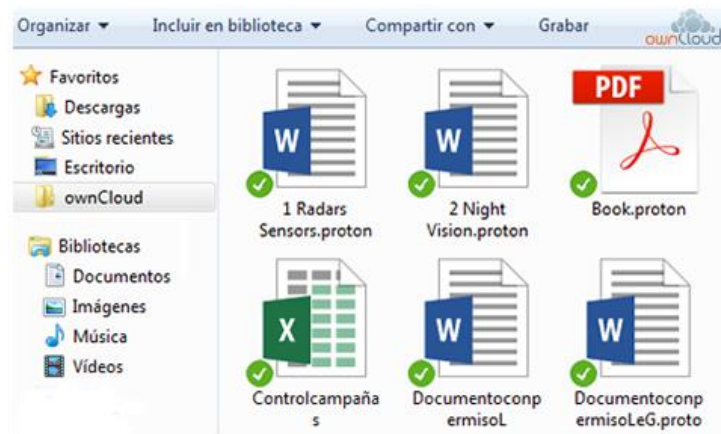 Organizar Incluir en biblioteca Compartir con Grabar
ownCloud
Favoritos
Descargas
Sitios recientes
Escritorio
ownCloud
Bibliotecas
Documentos
Imágenes
Música
Vídeos
W
W
PDF
1 Radars
Sensors.proton
2 Night
Vision.proton
Book.proton
X
W
W
Controlcampaña
s
Documentoconp
ermisoL
Documentoconp
ermisoLeG.proto